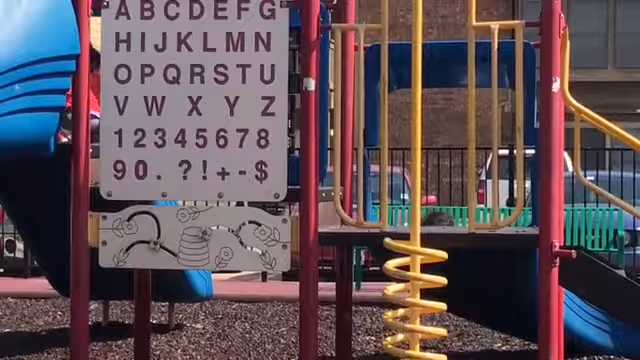 ABCDEFG
HIJKLMN
OPQRSTU
VWXYZ
12345678
90.?!+-$